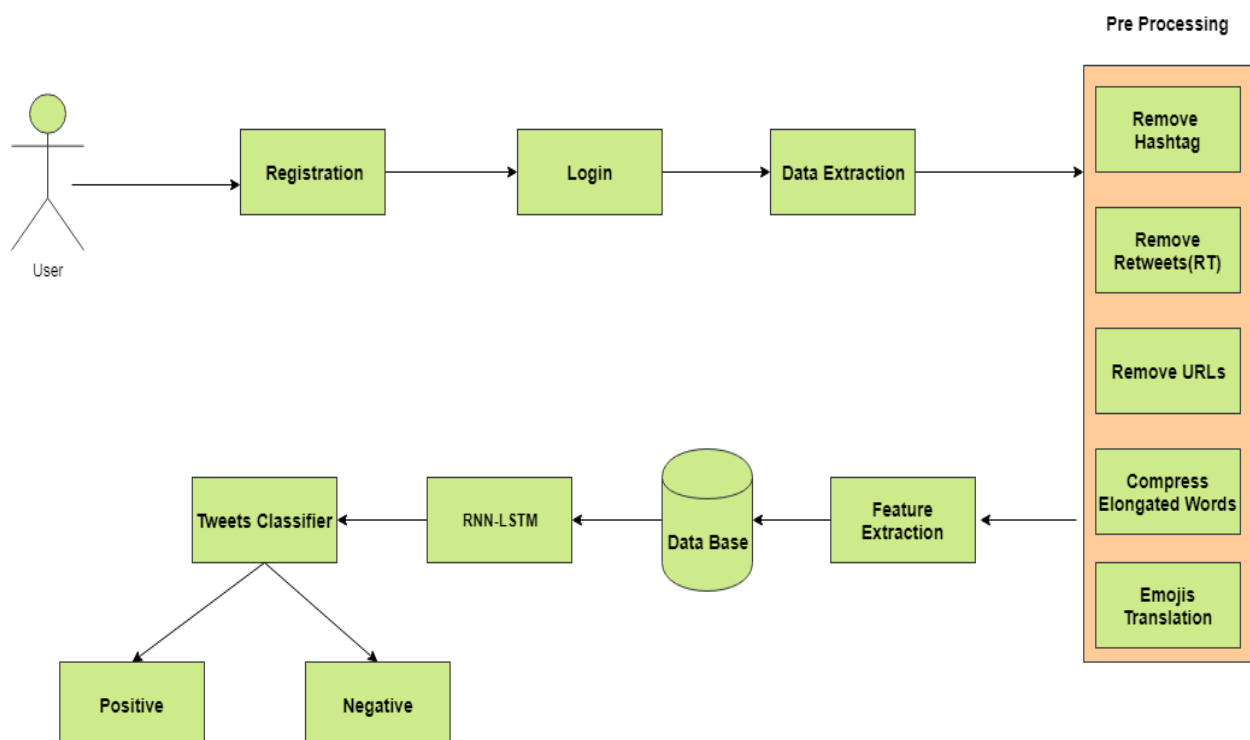 Pre Processing
Remove
Hashtag
Registration
Login
Data Extraction
Remove
Retweets(RT)
User
Remove URLs
Compress
Elongated Words
Tweets Classifier
RNN-LSTM
Data Base
Feature
Extraction
Emojis
Translation
Positive
Negative